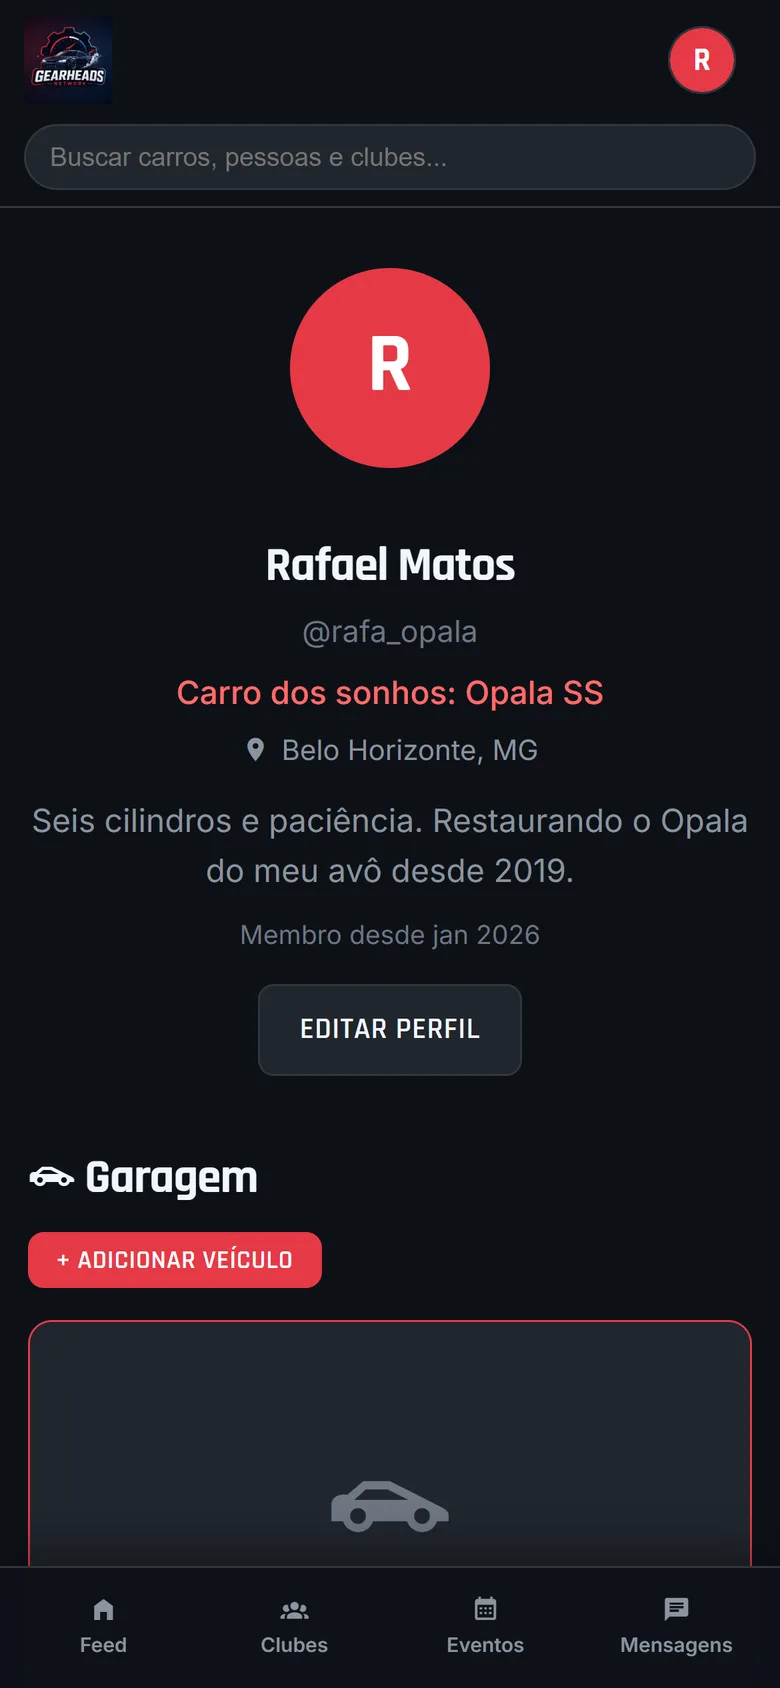 GEARHEADS
NETWORK
R
Buscar carros, pessoas e clubes...
R
Rafael Matos
@rafa_opala
Carro dos sonhos: Opala SS
Belo Horizonte, MG
Seis cilindros e paciência. Restaurando o Opala
do meu avô desde 2019.
Membro desde jan 2026
EDITAR PERFIL
Garagem
+ ADICIONAR VEÍCULO
Feed
Clubes
Eventos
Mensagens